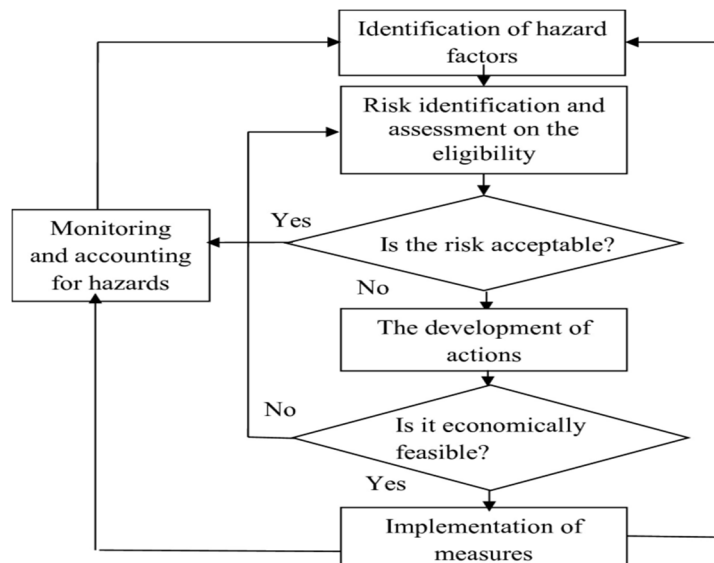 Identification of hazard
factors
Risk identification and
assessment on the
eligibility
Yes
Monitoring
and accounting
for hazards
Is the risk acceptable?
No
The development of
actions
No
Is it economically
feasible?
Yes
Implementation of
measures